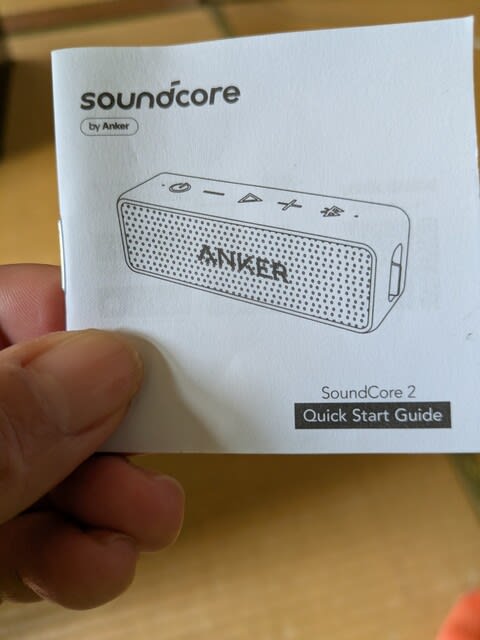 soundcore
by Anker
ANKER
SoundCore 2
Quick Start Guide